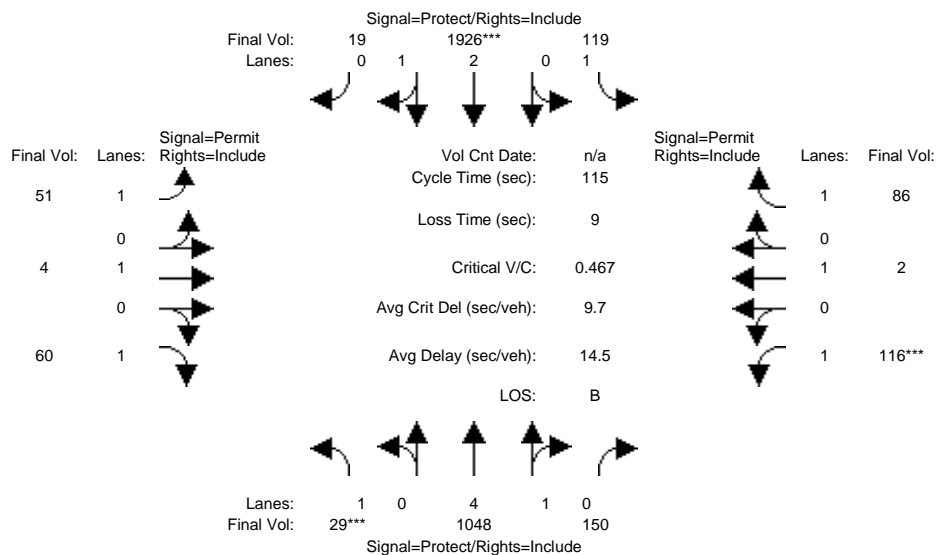 Signal=Protect/Rights=Include
Final Vol: 19 1926*** 119
Lanes: 0 1 2 0 1
Signal=Permit
Final Vol: Lanes: Rights=Include
Signal=Permit
Rights=Include Lanes: Final Vol:
Vol Cnt Date: n/a
Cycle Time (sec): 115
51 1
1 86
Loss Time (sec): 9
0
0
4 1
Critical V/C: 0.467
1 2
0
Avg Crit Del (sec/veh): 9.7
0
60 1
Avg Delay (sec/veh): 14.5
1 116***
LOS: B
Lanes: 1 0 4 1 0
Final Vol: 29*** 1048 150
Signal=Protect/Rights=Include